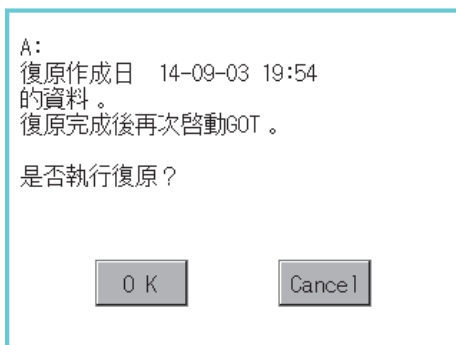 A:
復原作成日 14-09-03 19:54
的資料。
復原完成後再次啓動GOT。
是否執行復原？
OK
Cancel